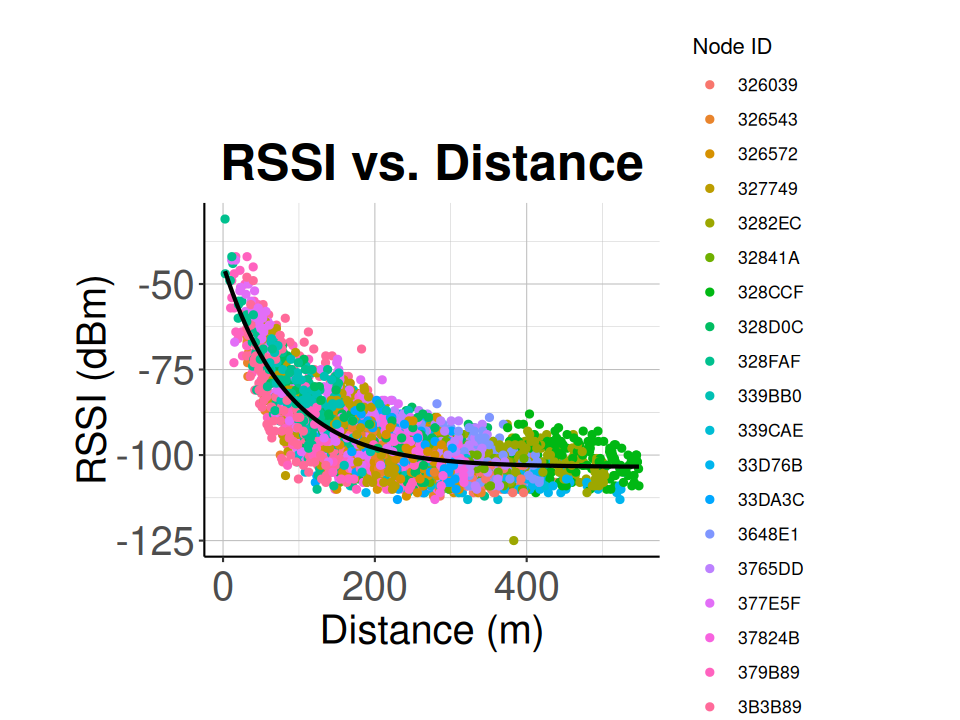 Node ID
326039
326543
326572
327749
3282EC
32841A
328CCF
328D0C
328FAF
339BB0
339CAE
33D76B
33DA3C
3648E1
3765DD
377E5F
37824B
379B89
3B3B89
RSSI vs. Distance
RSSI (dBm)
-50
-75
-100
-125
0 200 400
Distance (m)